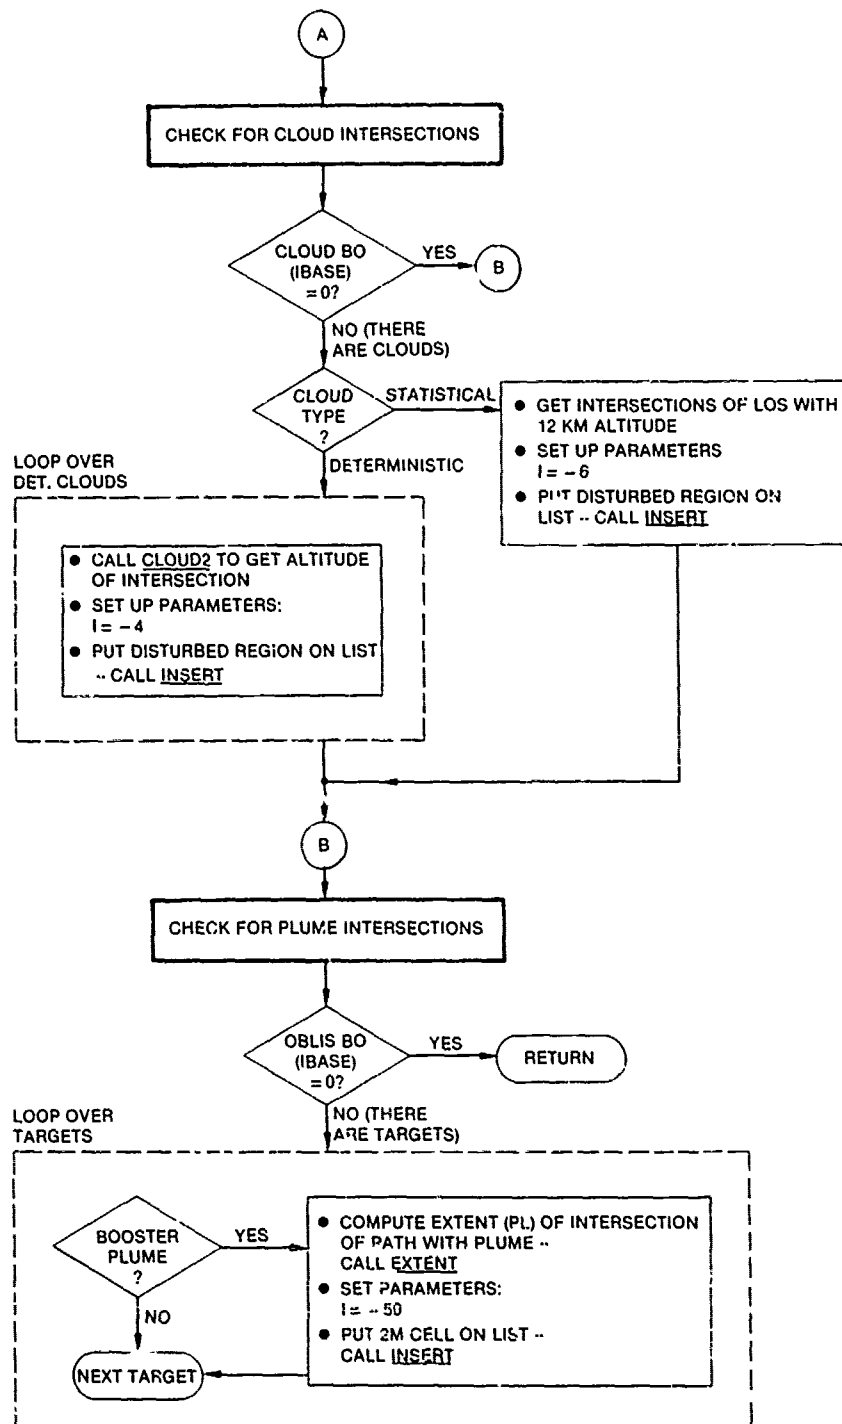 A
CHECK FOR CLOUD INTERSECTIONS
CLOUD BO
(IBASE)
= 0?
YES
B
NO (THERE
ARE CLOUDS)
CLOUD
TYPE
?
STATISTICAL
● GET INTERSECTIONS OF LOS WITH
12 KM ALTITUDE
● SET UP PARAMETERS
I = -6
● PUT DISTURBED REGION ON
LIST -- CALL INSERT
DETERMINISTIC
LOOP OVER
DET. CLOUDS
● CALL CLOUD2 TO GET ALTITUDE
OF INTERSECTION
● SET UP PARAMETERS:
I = -4
● PUT DISTURBED REGION ON LIST
-- CALL INSERT
B
CHECK FOR PLUME INTERSECTIONS
OBLIS BO
(IBASE)
= 0?
YES
RETURN
NO (THERE
ARE TARGETS)
LOOP OVER
TARGETS
BOOSTER
PLUME
?
YES
● COMPUTE EXTENT (PL) OF INTERSECTION
OF PATH WITH PLUME --
CALL EXTENT
● SET PARAMETERS:
I = -50
● PUT 2M CELL ON LIST --
CALL INSERT
NO
NEXT TARGET